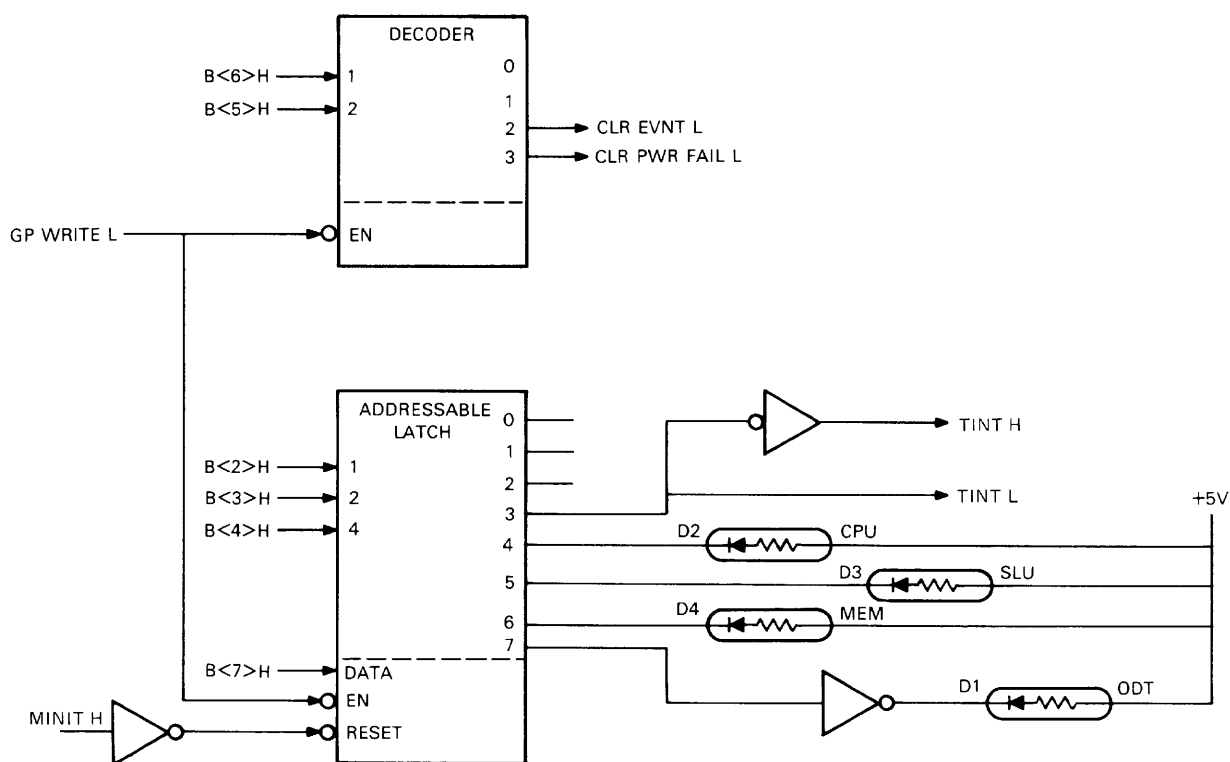 DECODER
0
B<6>H
1
1
B<5>H
2
2
CLR EVNT L
3
CLR PWR FAIL L
GP WRITE L
EN
ADDRESSABLE
LATCH
0
TINT H
1
B<2>H
1
2
B<3>H
2
3
TINT L
+5V
B<4>H
4
4
D2
CPU
5
D3
SLU
6
D4
MEM
7
B<7>H
DATA
EN
D1
ODT
MINIT H
RESET